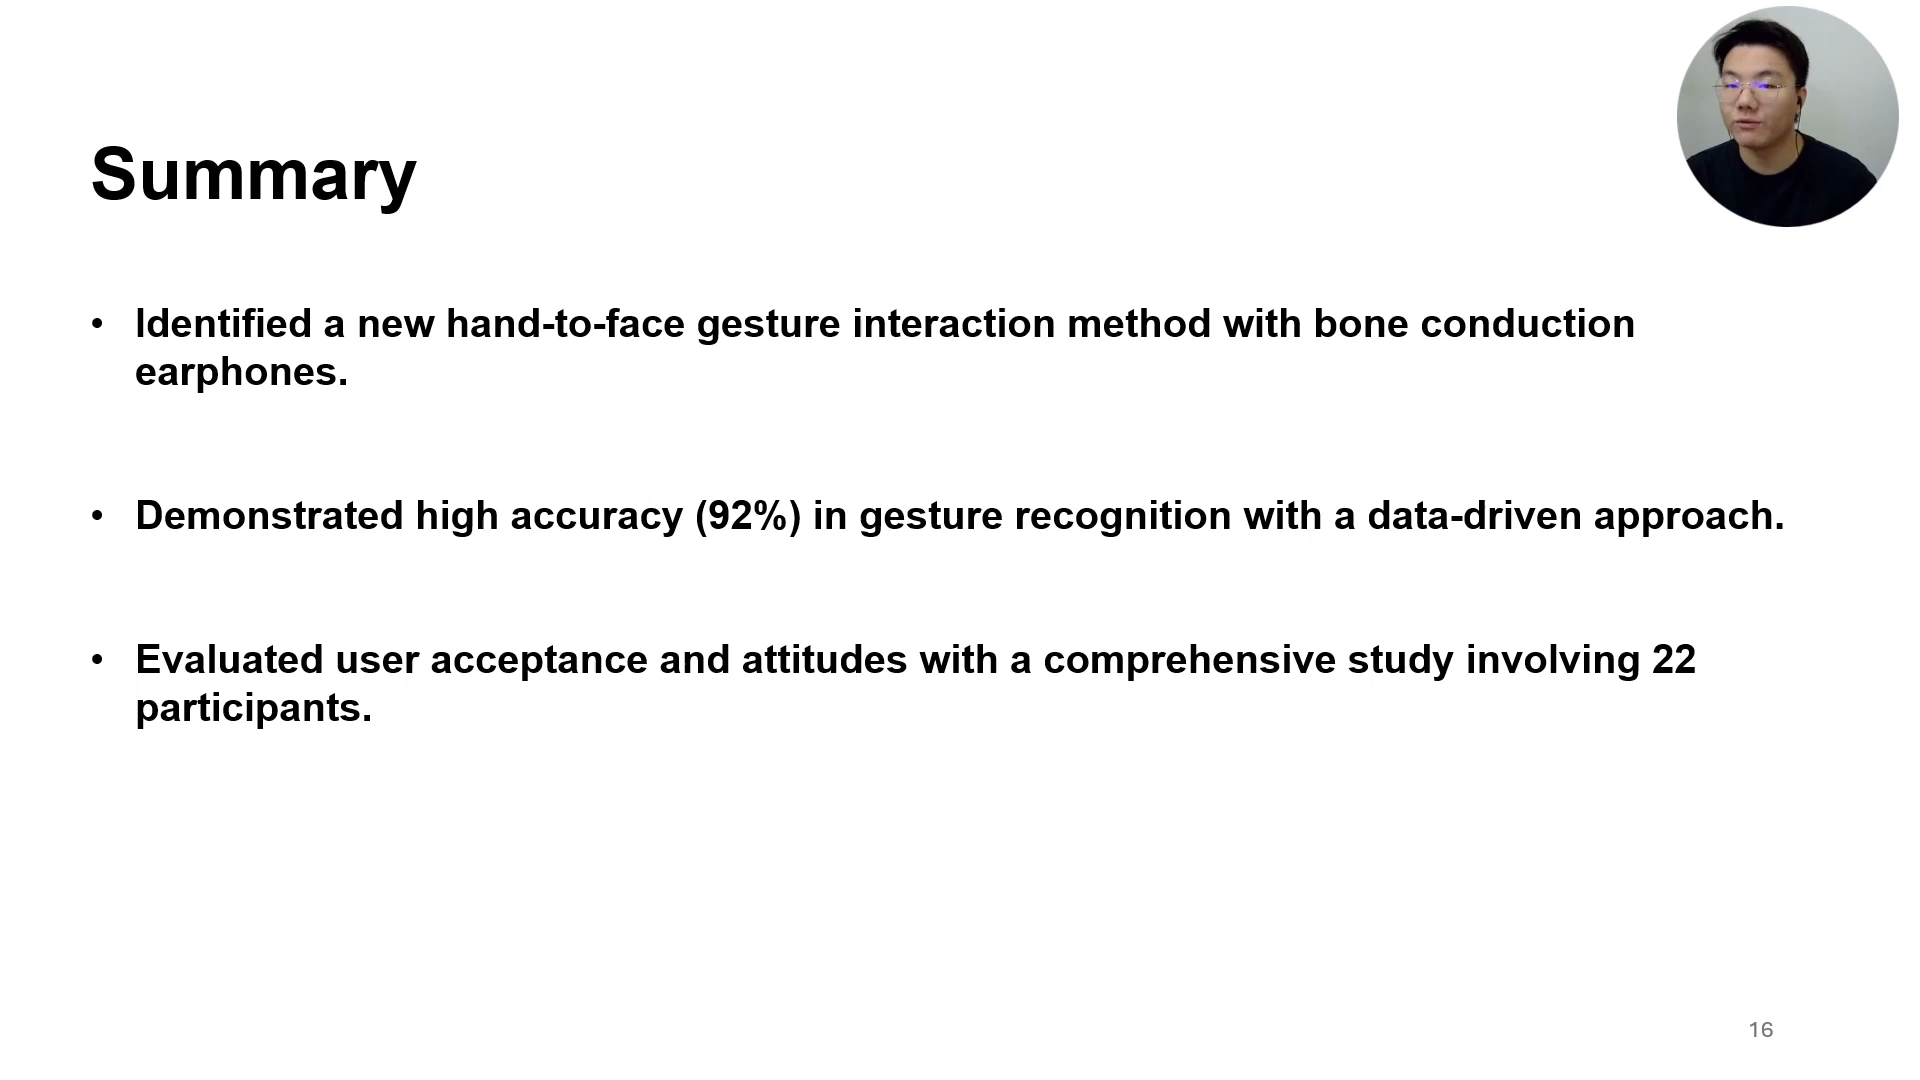 Summary
• Identified a new hand-to-face gesture interaction method with bone conduction
earphones.
• Demonstrated high accuracy (92%) in gesture recognition with a data-driven approach.
• Evaluated user acceptance and attitudes with a comprehensive study involving 22
participants.
16